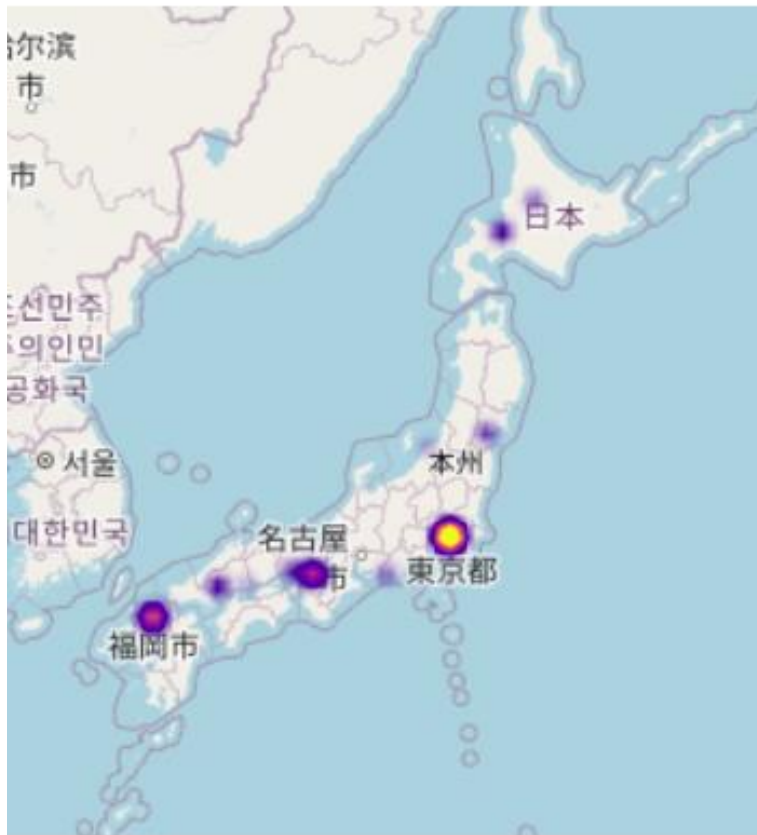 尔滨
市
市
日本
조선민주
주의인민
공화국
서울
本州
대한민국
名古屋
市
東京都
福岡市